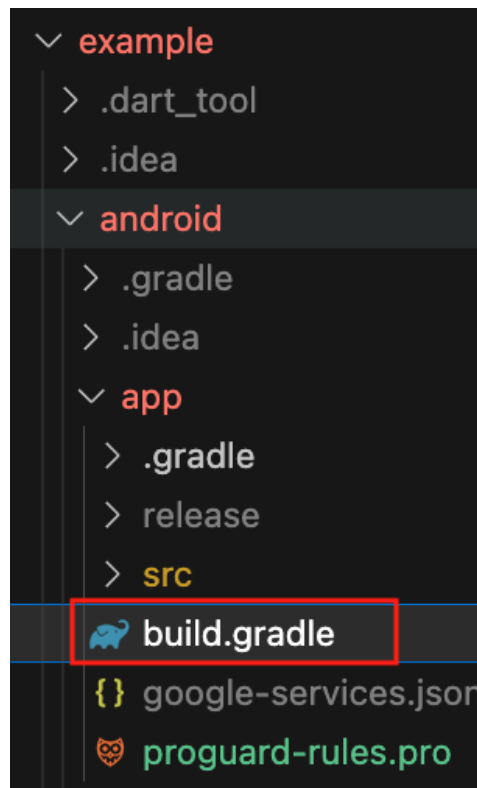 example
.dart_tool
.idea
android
.gradle
.idea
app
.gradle
release
src
build.gradle
{} google-services.json
proguard-rules.pro